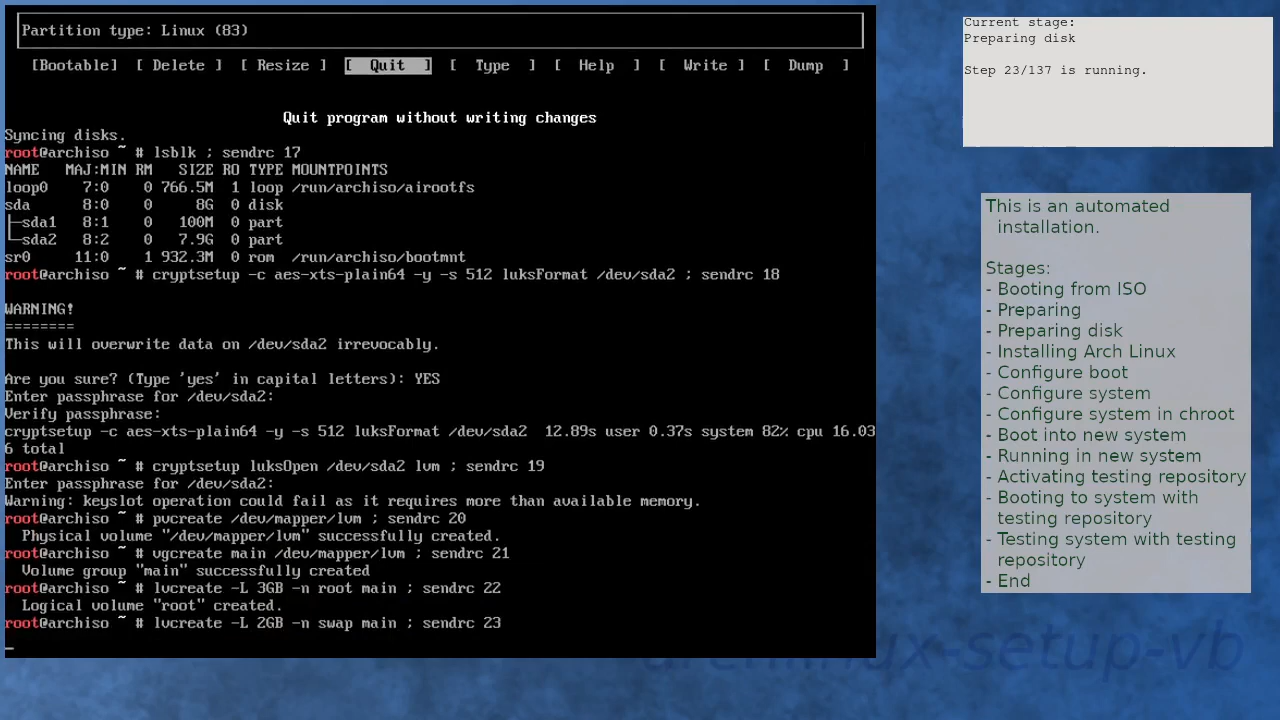 Partition type: Linux (83)
[Bootable] [ Delete ] [ Resize ] [ Quit ] [ Type ] [ Help ] [ Write ] [ Dump ]
Quit program without writing changes
Syncing disks.
root@archiso ~ # lsblk ; sendrc 17
NAME MAJ:MIN RM SIZE RO TYPE MOUNTPOINTS
loop0 7:0 0 766.5M 1 loop /run/archiso/airootfs
sda 8:0 0 8G 0 disk
├─sda1 8:1 0 100M 0 part
└─sda2 8:2 0 7.9G 0 part
sr0 11:0 1 932.3M 0 rom /run/archiso/bootmnt
root@archiso ~ # cryptsetup -c aes-xts-plain64 -y -s 512 luksFormat /dev/sda2 ; sendrc 18
WARNING!
========
This will overwrite data on /dev/sda2 irrevocably.
Are you sure? (Type 'yes' in capital letters): YES
Enter passphrase for /dev/sda2:
Verify passphrase:
cryptsetup -c aes-xts-plain64 -y -s 512 luksFormat /dev/sda2 12.89s user 0.37s system 82% cpu 16.03
6 total
root@archiso ~ # cryptsetup luksOpen /dev/sda2 lvm ; sendrc 19
Enter passphrase for /dev/sda2:
Warning: keyslot operation could fail as it requires more than available memory.
root@archiso ~ # pvcreate /dev/mapper/lvm ; sendrc 20
Physical volume "/dev/mapper/lvm" successfully created.
root@archiso ~ # vgcreate main /dev/mapper/lvm ; sendrc 21
Volume group "main" successfully created
root@archiso ~ # lvcreate -L 3GB -n root main ; sendrc 22
Logical volume "root" created.
root@archiso ~ # lvcreate -L 2GB -n swap main ; sendrc 23
Current stage:
Preparing disk
Step 23/137 is running.
This is an automated
installation.
Stages:
- Booting from ISO
- Preparing
- Preparing disk
- Installing Arch Linux
- Configure boot
- Configure system
- Configure system in chroot
- Boot into new system
- Running in new system
- Activating testing repository
- Booting to system with
testing repository
- Testing system with testing
repository
- End
archlinux-setup-vb